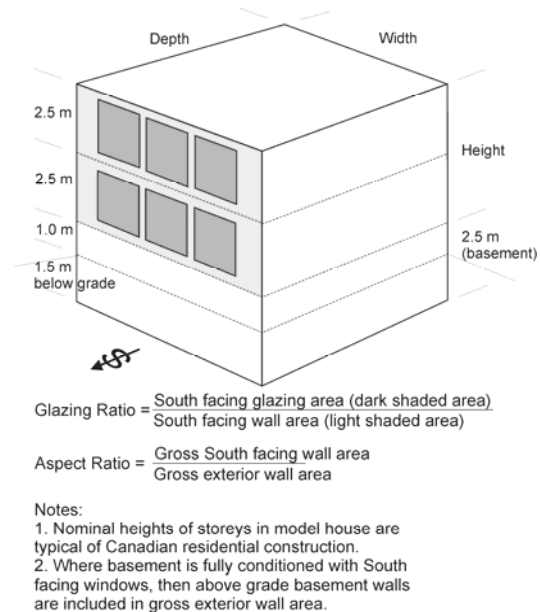 Depth
Width
2.5 m
2.5 m
Height
1.0 m
2.5 m
(basement)
1.5 m
below grade
S
Glazing Ratio = South facing glazing area (dark shaded area)
South facing wall area (light shaded area)
Aspect Ratio = Gross South facing wall area
Gross exterior wall area
Notes:
1. Nominal heights of storeys in model house are
typical of Canadian residential construction.
2. Where basement is fully conditioned with South
facing windows, then above grade basement walls
are included in gross exterior wall area.